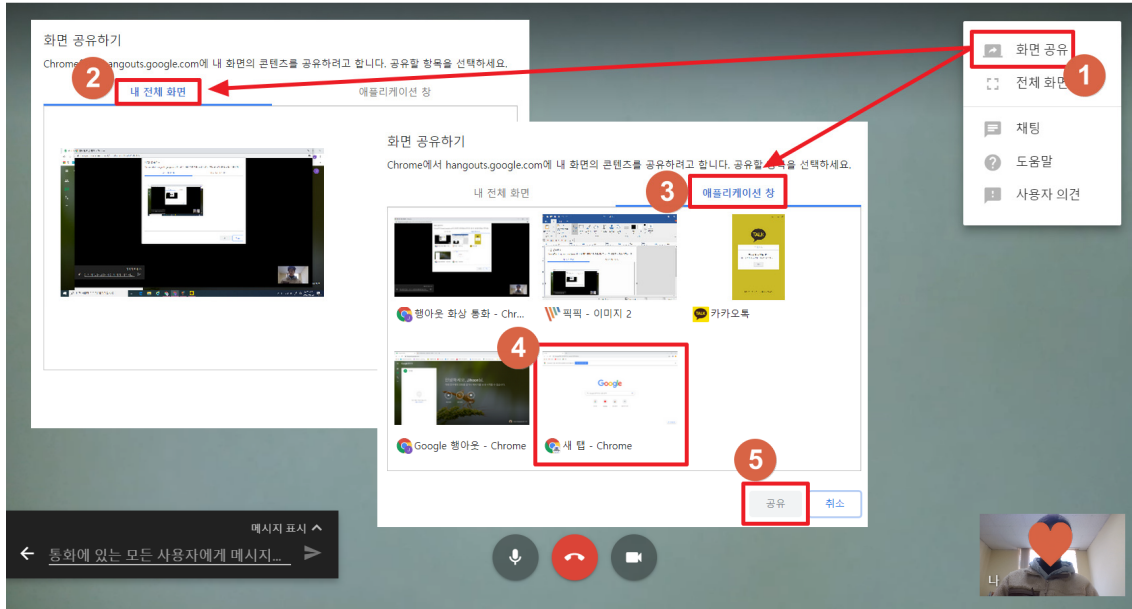 화면 공유하기
hangouts.google.com에 내 화면의 콘텐츠를 공유하려고 합니다. 공유할 항목을 선택하세요.
2
내 전체 화면
애플리케이션 창
화면 공유
1
전체 화면
채팅
도움말
사용자 의견
화면 공유하기
Chrome에서 hangouts.google.com에 내 화면의 콘텐츠를 공유하려고 합니다. 공유할 항목을 선택하세요.
내 전체 화면
3
애플리케이션 창
행아웃 화상 통화 - Chr...
픽픽 - 이미지 2
카카오톡
4
Google
Google 행아웃 - Chrome
새 탭 - Chrome
5
공유
취소
메시지 표시
통화에 있는 모든 사용자에게 메시지...
나